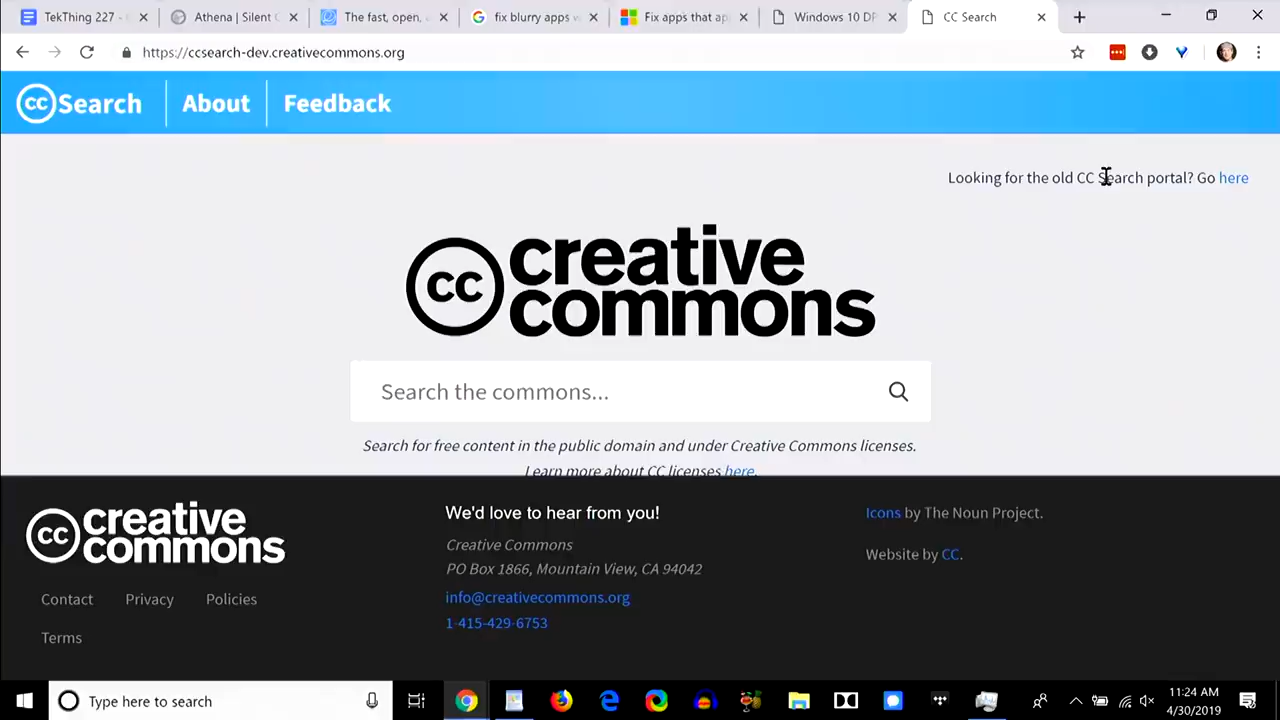 TekThing 227 -
Athena | Silent C
The fast, open,
fix blurry apps w
Fix apps that ap
Windows 10 DP
CC Search
https://ccsearch-dev.creativecommons.org
CC Search
About
Feedback
Looking for the old CC Search portal? Go here
CC creative commons
Search the commons...
Search for free content in the public domain and under Creative Commons licenses.
Learn more about CC licenses here.
CC creative commons
We'd love to hear from you!
Creative Commons
PO Box 1866, Mountain View, CA 94042
info@creativecommons.org
1-415-429-6753
Icons by The Noun Project.
Website by CC.
Contact
Privacy
Policies
Terms
Type here to search
11:24 AM
4/30/2019